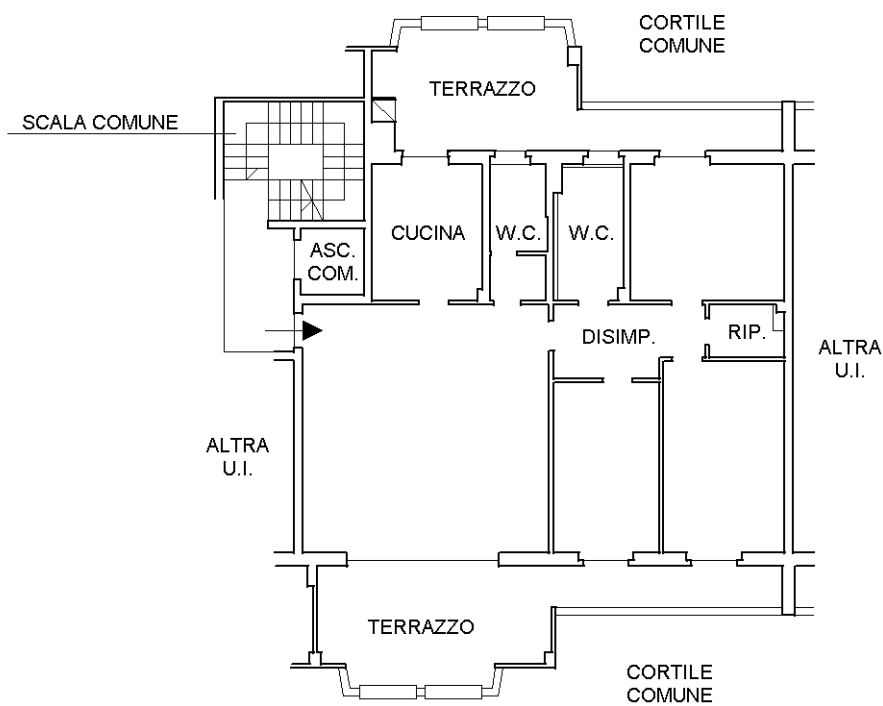 CORTILE
COMUNE
TERRAZZO
SCALA COMUNE
CUCINA
W.C.
W.C.
ASC.
COM.
DISIMP.
RIP.
ALTRA
U.I.
ALTRA
U.I.
TERRAZZO
CORTILE
COMUNE